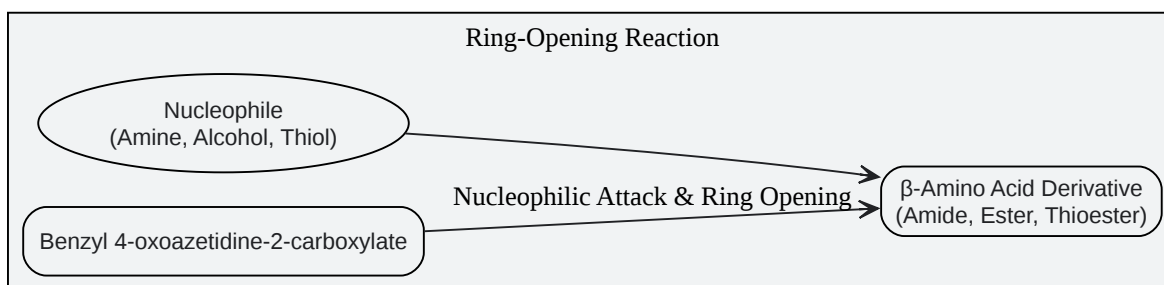 Ring-Opening Reaction
Nucleophile
(Amine, Alcohol, Thiol)
Nucleophilic Attack & Ring Opening
β-Amino Acid Derivative
(Amide, Ester, Thioester)
Benzyl 4-oxoazetidine-2-carboxylate